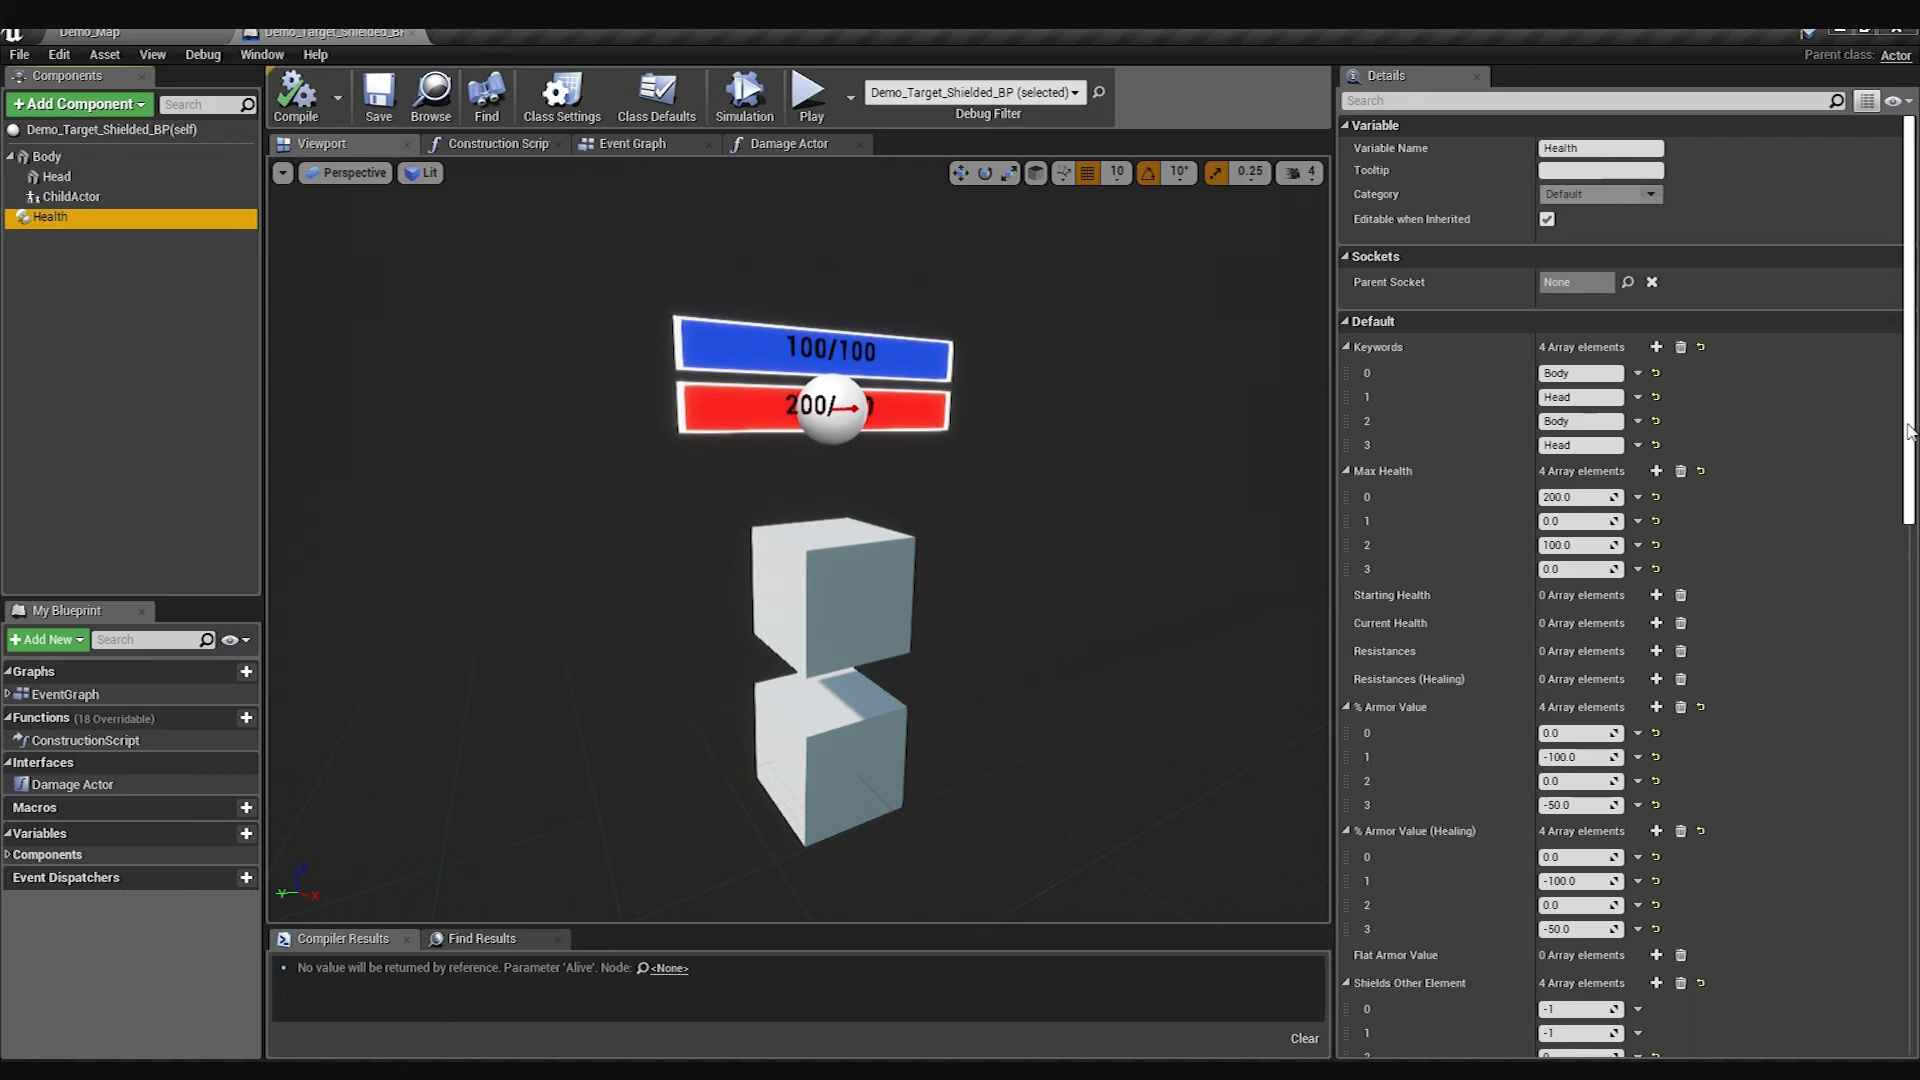 Demo_Map
Demo_Target_Shielded_BP
File Edit Asset View Debug Window Help
Parent class: Actor
Components
+Add Component
Search
Demo_Target_Shielded_BP(self)
Body
Head
ChildActor
Health
Compile
Save
Browse
Find
Class Settings
Class Defaults
Simulation
Play
Demo_Target_Shielded_BP (selected)
Debug Filter
Viewport
Construction Scrip
Event Graph
Damage Actor
Perspective
Lit
10
10°
0.25
4
100/100
200/
My Blueprint
+Add New
Search
Graphs
EventGraph
Functions (18 Overridable)
ConstructionScript
Interfaces
Damage Actor
Macros
Variables
Components
Event Dispatchers
Compiler Results
Find Results
No value will be returned by reference. Parameter 'Alive'. Node: <None>
Clear
Details
Search
Variable
Variable Name Health
Tooltip
Category Default
Editable when Inherited
Sockets
Parent Socket None
Default
Keywords 4 Array elements
0 Body
1 Head
2 Body
3 Head
Max Health 4 Array elements
0 200.0
1 0.0
2 100.0
3 0.0
Starting Health 0 Array elements
Current Health 0 Array elements
Resistances 0 Array elements
Resistances (Healing) 0 Array elements
% Armor Value 4 Array elements
0 0.0
1 -100.0
2 0.0
3 -50.0
% Armor Value (Healing) 4 Array elements
0 0.0
1 -100.0
2 0.0
3 -50.0
Flat Armor Value 0 Array elements
Shields Other Element 4 Array elements
0 -1
1 -1